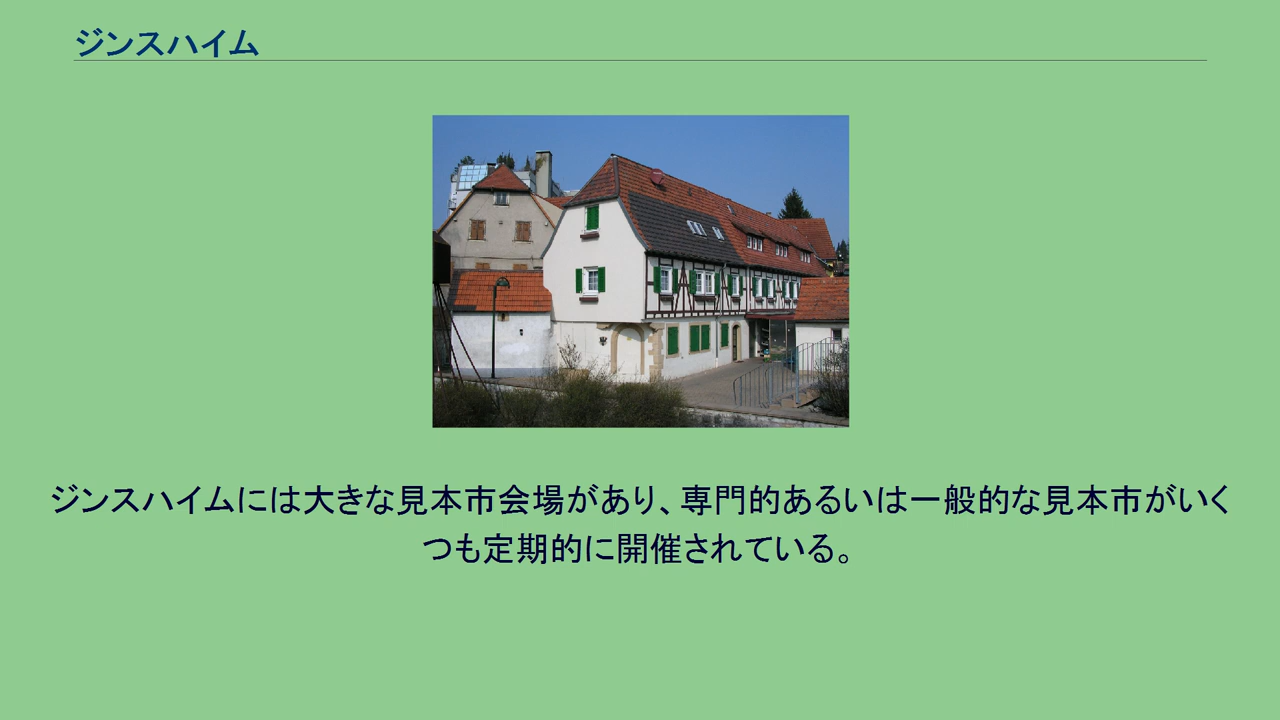 ジンスハイム
ジンスハイムには大きな見本市会場があり、専門的あるいは一般的な見本市がいく
つも定期的に開催されている。